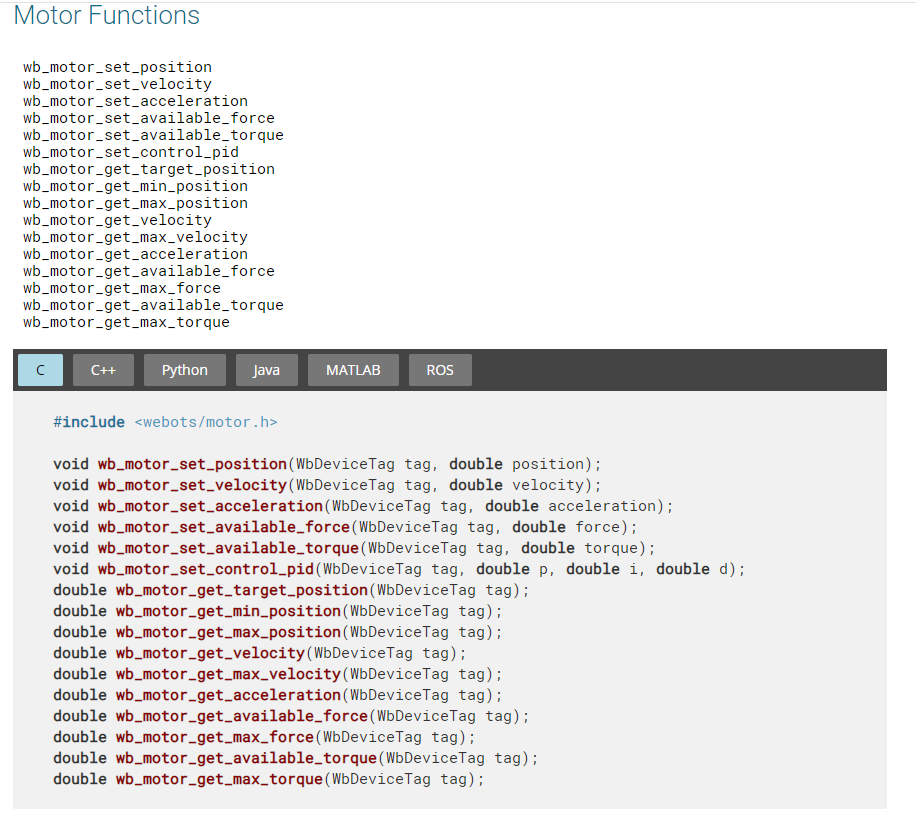 Motor Functions
wb_motor_set_position
wb_motor_set_velocity
wb_motor_set_acceleration
wb_motor_set_available_force
wb_motor_set_available_torque
wb_motor_set_control_pid
wb_motor_get_target_position
wb_motor_get_min_position
wb_motor_get_max_position
wb_motor_get_velocity
wb_motor_get_max_velocity
wb_motor_get_acceleration
wb_motor_get_available_force
wb_motor_get_max_force
wb_motor_get_available_torque
wb_motor_get_max_torque
C C++ Python Java MATLAB ROS
#include <webots/motor.h>
void wb_motor_set_position(WbDeviceTag tag, double position);
void wb_motor_set_velocity(WbDeviceTag tag, double velocity);
void wb_motor_set_acceleration(WbDeviceTag tag, double acceleration);
void wb_motor_set_available_force(WbDeviceTag tag, double force);
void wb_motor_set_available_torque(WbDeviceTag tag, double torque);
void wb_motor_set_control_pid(WbDeviceTag tag, double p, double i, double d);
double wb_motor_get_target_position(WbDeviceTag tag);
double wb_motor_get_min_position(WbDeviceTag tag);
double wb_motor_get_max_position(WbDeviceTag tag);
double wb_motor_get_velocity(WbDeviceTag tag);
double wb_motor_get_max_velocity(WbDeviceTag tag);
double wb_motor_get_acceleration(WbDeviceTag tag);
double wb_motor_get_available_force(WbDeviceTag tag);
double wb_motor_get_max_force(WbDeviceTag tag);
double wb_motor_get_available_torque(WbDeviceTag tag);
double wb_motor_get_max_torque(WbDeviceTag tag);